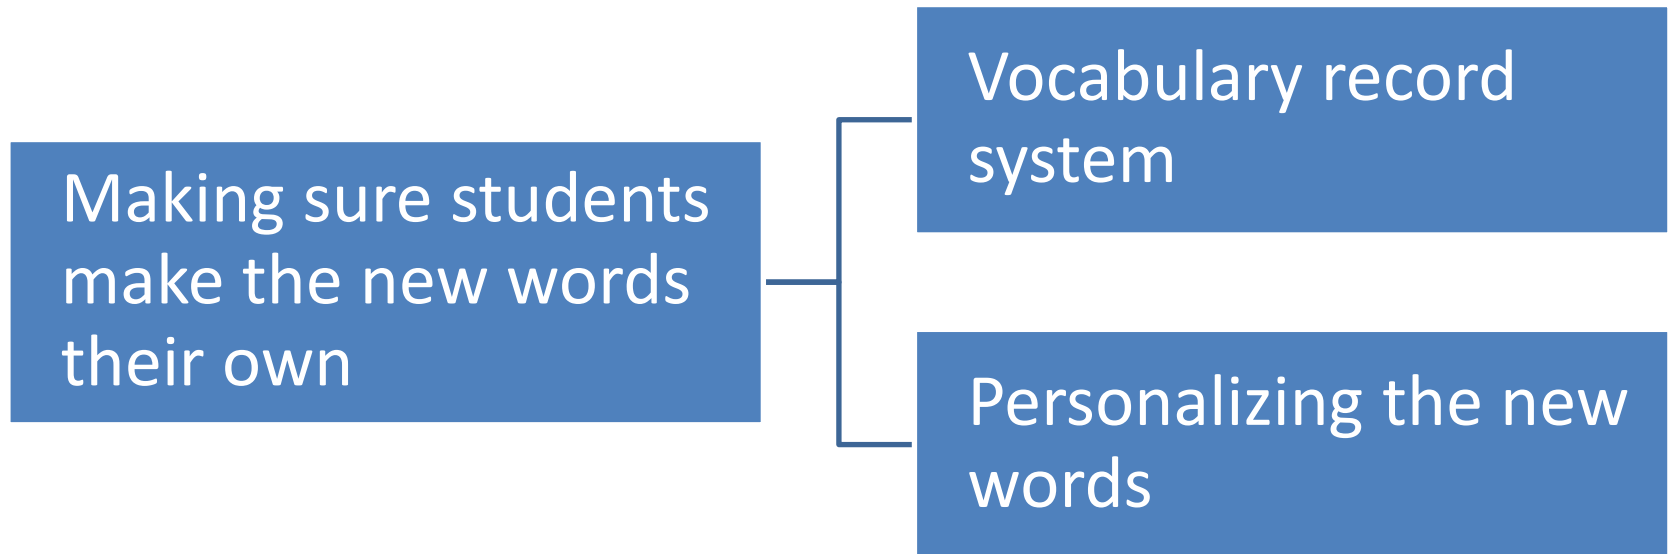 Making sure students
make the new words
their own
Vocabulary record
system
Personalizing the new
words